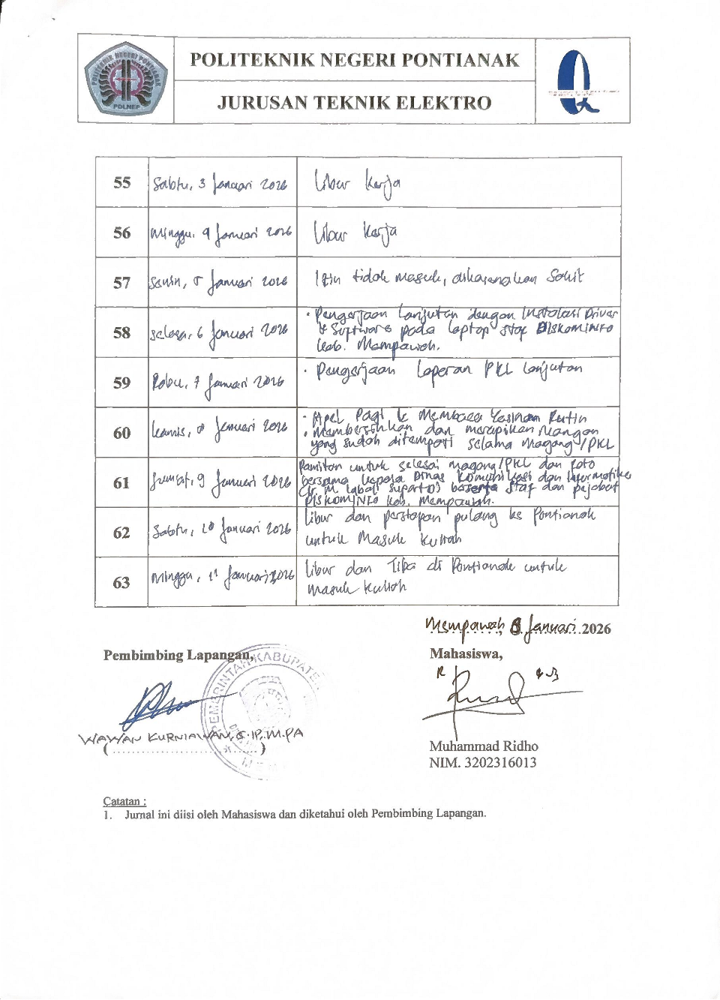 POLITEKNIK NEGERI PONTIANAK
POLNEP
POLITEKNIK NEGERI PONTIANAK
JURUSAN TEKNIK ELEKTRO
55 Sabtu, 3 Januari 2026 Libur Kerja
56 Minggu, 4 Januari 2026 Libur Kerja
57 Senin, 5 Januari 2026 Izin tidak masuk, dikarenakan Sakit
58 Selasa, 6 Januari 2026 • Pengerjaan Lanjutan dengan Instalasi Driver
& Software pada laptop staf DISKOMINFO
Kab. Mempawah.
59 Rabu, 7 Januari 2026 • Pengerjaan Laporan PKL Lanjutan
60 Kamis, 8 Januari 2026 • Apel Pagi & Membaca Yasinan Rutin
• Membersihkan dan merapikan Ruangan
yang sudah ditempati selama Magang/PKL
61 Jumat, 9 Januari 2026 Pamitan untuk selesai magang/PKL dan foto
bersama Kepala Dinas Komunikasi dan Informatika
(Ir. M. Iqbal Suparto) beserta Staf dan pejabat
DISKOMINFO Kab. Mempawah.
62 Sabtu, 10 Januari 2026 Libur dan persiapan pulang ke Pontianak
untuk Masuk Kuliah
63 Minggu, 11 Januari 2026 Libur dan Tiba di Pontianak untuk
masuk Kuliah
Mempawah, 8 Januari 2026
Pembimbing Lapangan,
Mahasiswa,
PEMERINTAH KABUPATE
WAWAN KURNIAWAN, S.IP., M.PA
(........................)
Muhammad Ridho
NIM. 3202316013
Catatan :
1. Jurnal ini diisi oleh Mahasiswa dan diketahui oleh Pembimbing Lapangan.